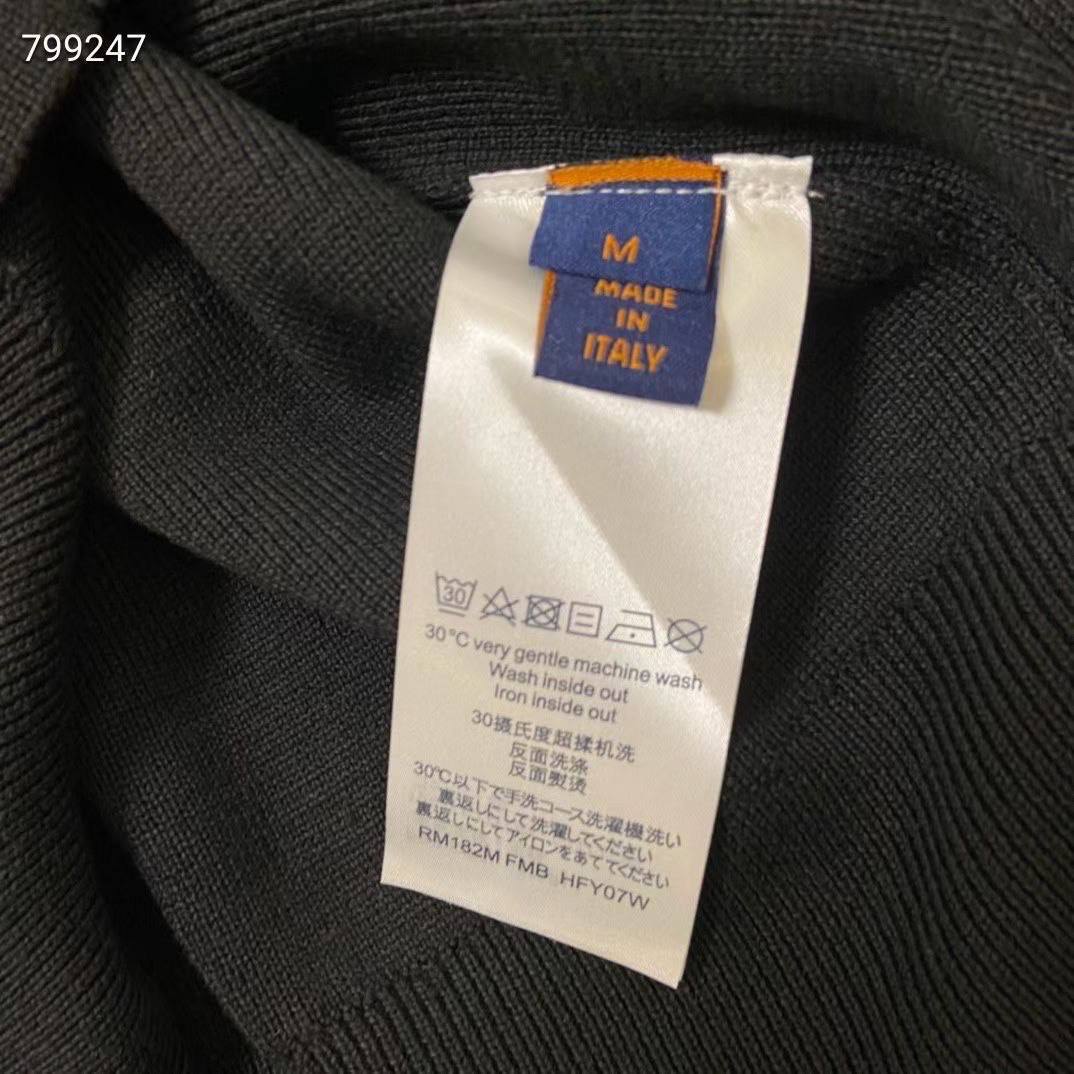 799247
M
MADE
IN
ITALY
30
30°C very gentle machine wash
Wash inside out
Iron inside out
30摄氏度超揉机洗
反面洗涤
反面熨烫
30℃以下で手洗コース洗濯機洗い
裏返しにして洗濯してください
裏返しにしてアイロンをあててください
RM182M FMB HFY07W